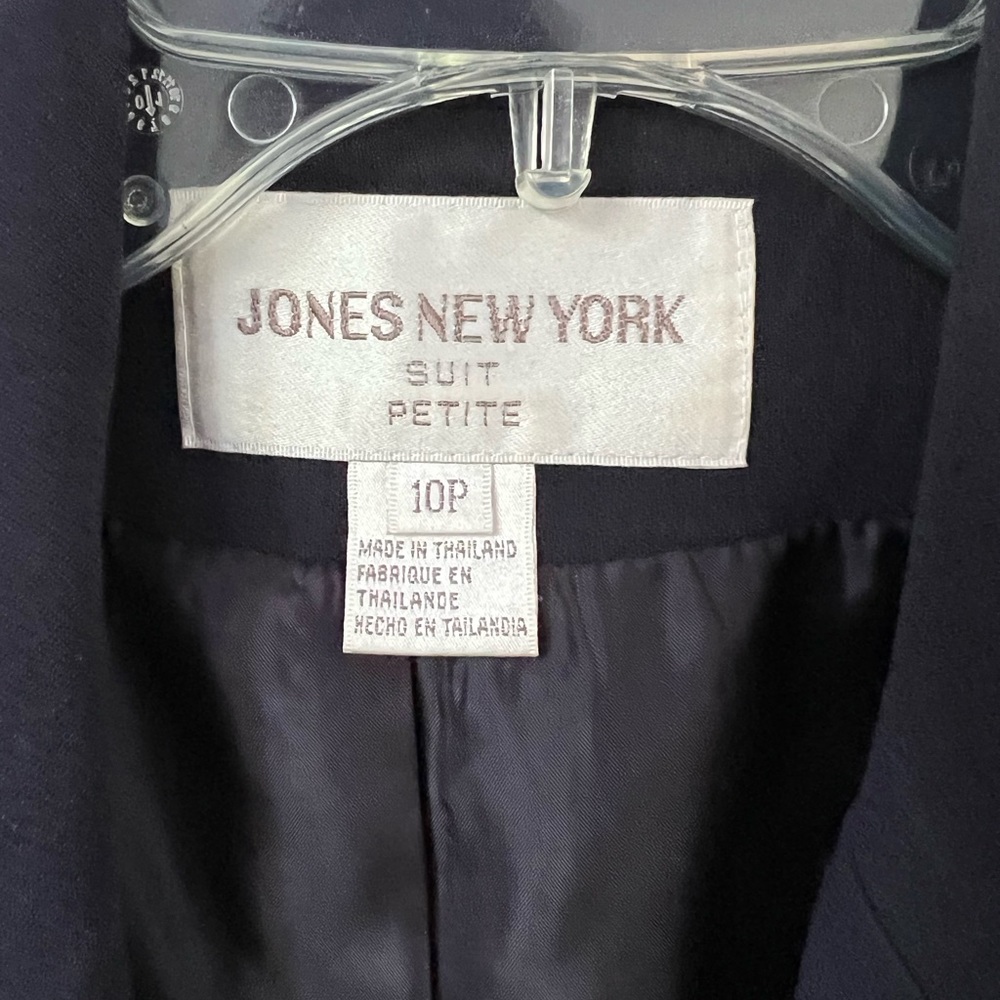 JONES NEW YORK
SUIT
PETITE
10P
MADE IN THAILAND
FABRIQUE EN
THAILANDE
HECHO EN TAILANDIA